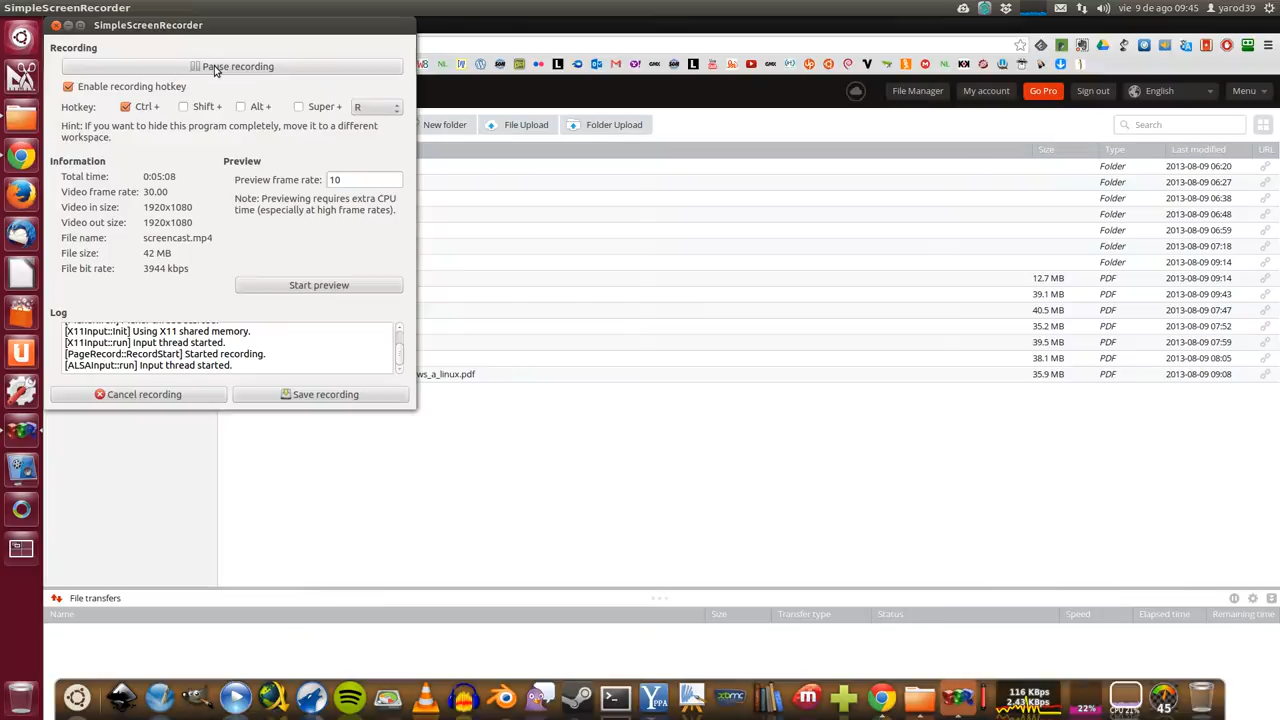 SimpleScreenRecorder
vie 9 de ago 09:45 yarod39
SimpleScreenRecorder
Recording
Pause recording
Enable recording hotkey
Hotkey: Ctrl + Shift + Alt + Super + R
Hint: If you want to hide this program completely, move it to a different
workspace.
Information
Total time: 0:05:08
Video frame rate: 30.00
Video in size: 1920x1080
Video out size: 1920x1080
File name: screencast.mp4
File size: 42 MB
File bit rate: 3944 kbps
Preview
Preview frame rate: 10
Note: Previewing requires extra CPU
time (especially at high frame rates).
Start preview
Log
[X11Input::Init] Using X11 shared memory.
[X11Input::run] Input thread started.
[PageRecord::RecordStart] Started recording.
[ALSAInput::run] Input thread started.
Cancel recording Save recording
File Manager My account Go Pro Sign out English Menu
New folder File Upload Folder Upload Search
Size Type Last modified URL
Folder 2013-08-09 06:20
Folder 2013-08-09 06:27
Folder 2013-08-09 06:38
Folder 2013-08-09 06:48
Folder 2013-08-09 06:59
Folder 2013-08-09 07:18
Folder 2013-08-09 09:14
12.7 MB PDF 2013-08-09 09:14
39.1 MB PDF 2013-08-09 09:43
40.5 MB PDF 2013-08-09 07:47
35.2 MB PDF 2013-08-09 07:52
39.5 MB PDF 2013-08-09 07:59
38.1 MB PDF 2013-08-09 08:05
ws_a_linux.pdf 35.9 MB PDF 2013-08-09 09:08
File transfers
Name Size Transfer type Status Speed Elapsed time Remaining time
116 KBps
2.43 KBps
22%
CPU 21%
45